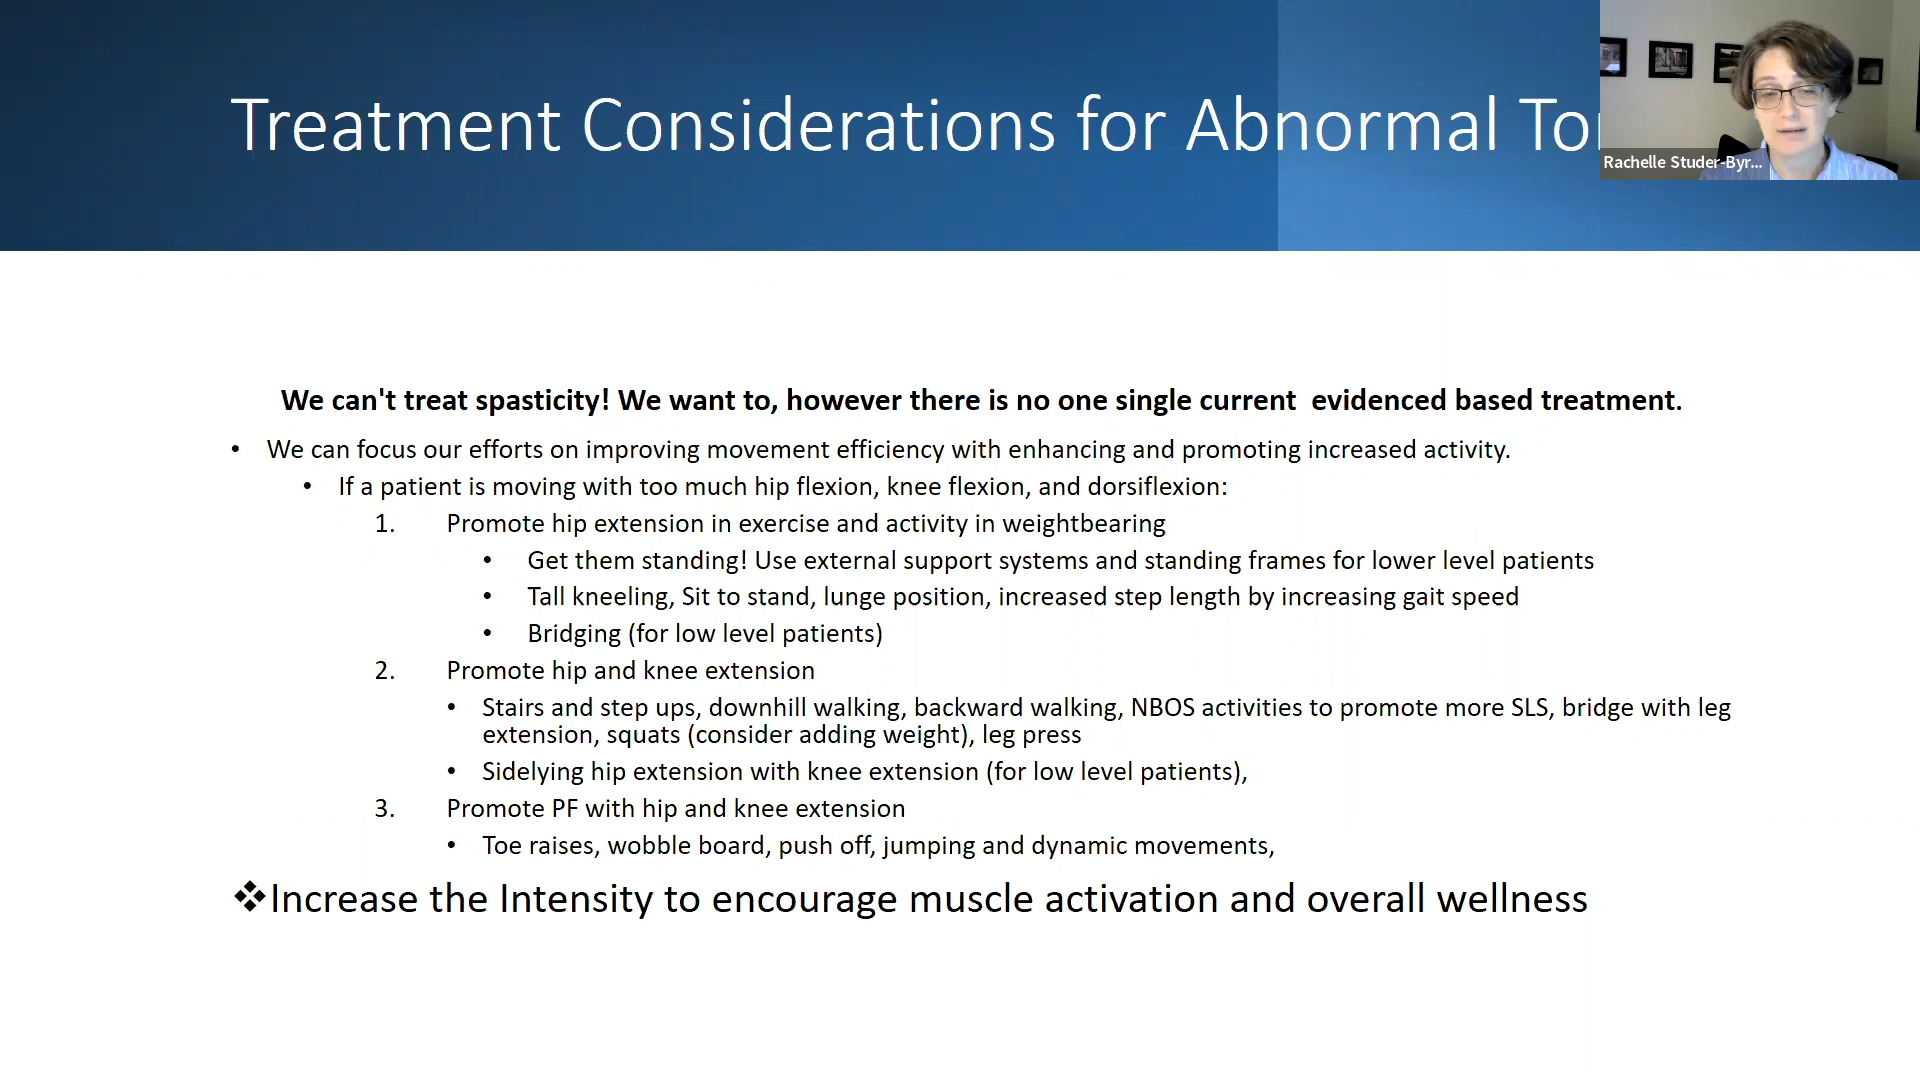 Treatment Considerations for Abnormal
Rachelle Studer-Byr...
We can't treat spasticity! We want to, however there is no one single current evidenced based treatment.
• We can focus our efforts on improving movement efficiency with enhancing and promoting increased activity.
• If a patient is moving with too much hip flexion, knee flexion, and dorsiflexion:
1. Promote hip extension in exercise and activity in weightbearing
• Get them standing! Use external support systems and standing frames for lower level patients
• Tall kneeling, Sit to stand, lunge position, increased step length by increasing gait speed
• Bridging (for low level patients)
2. Promote hip and knee extension
• Stairs and step ups, downhill walking, backward walking, NBOS activities to promote more SLS, bridge with leg
extension, squats (consider adding weight), leg press
• Sidelying hip extension with knee extension (for low level patients),
3. Promote PF with hip and knee extension
• Toe raises, wobble board, push off, jumping and dynamic movements,
❖Increase the Intensity to encourage muscle activation and overall wellness